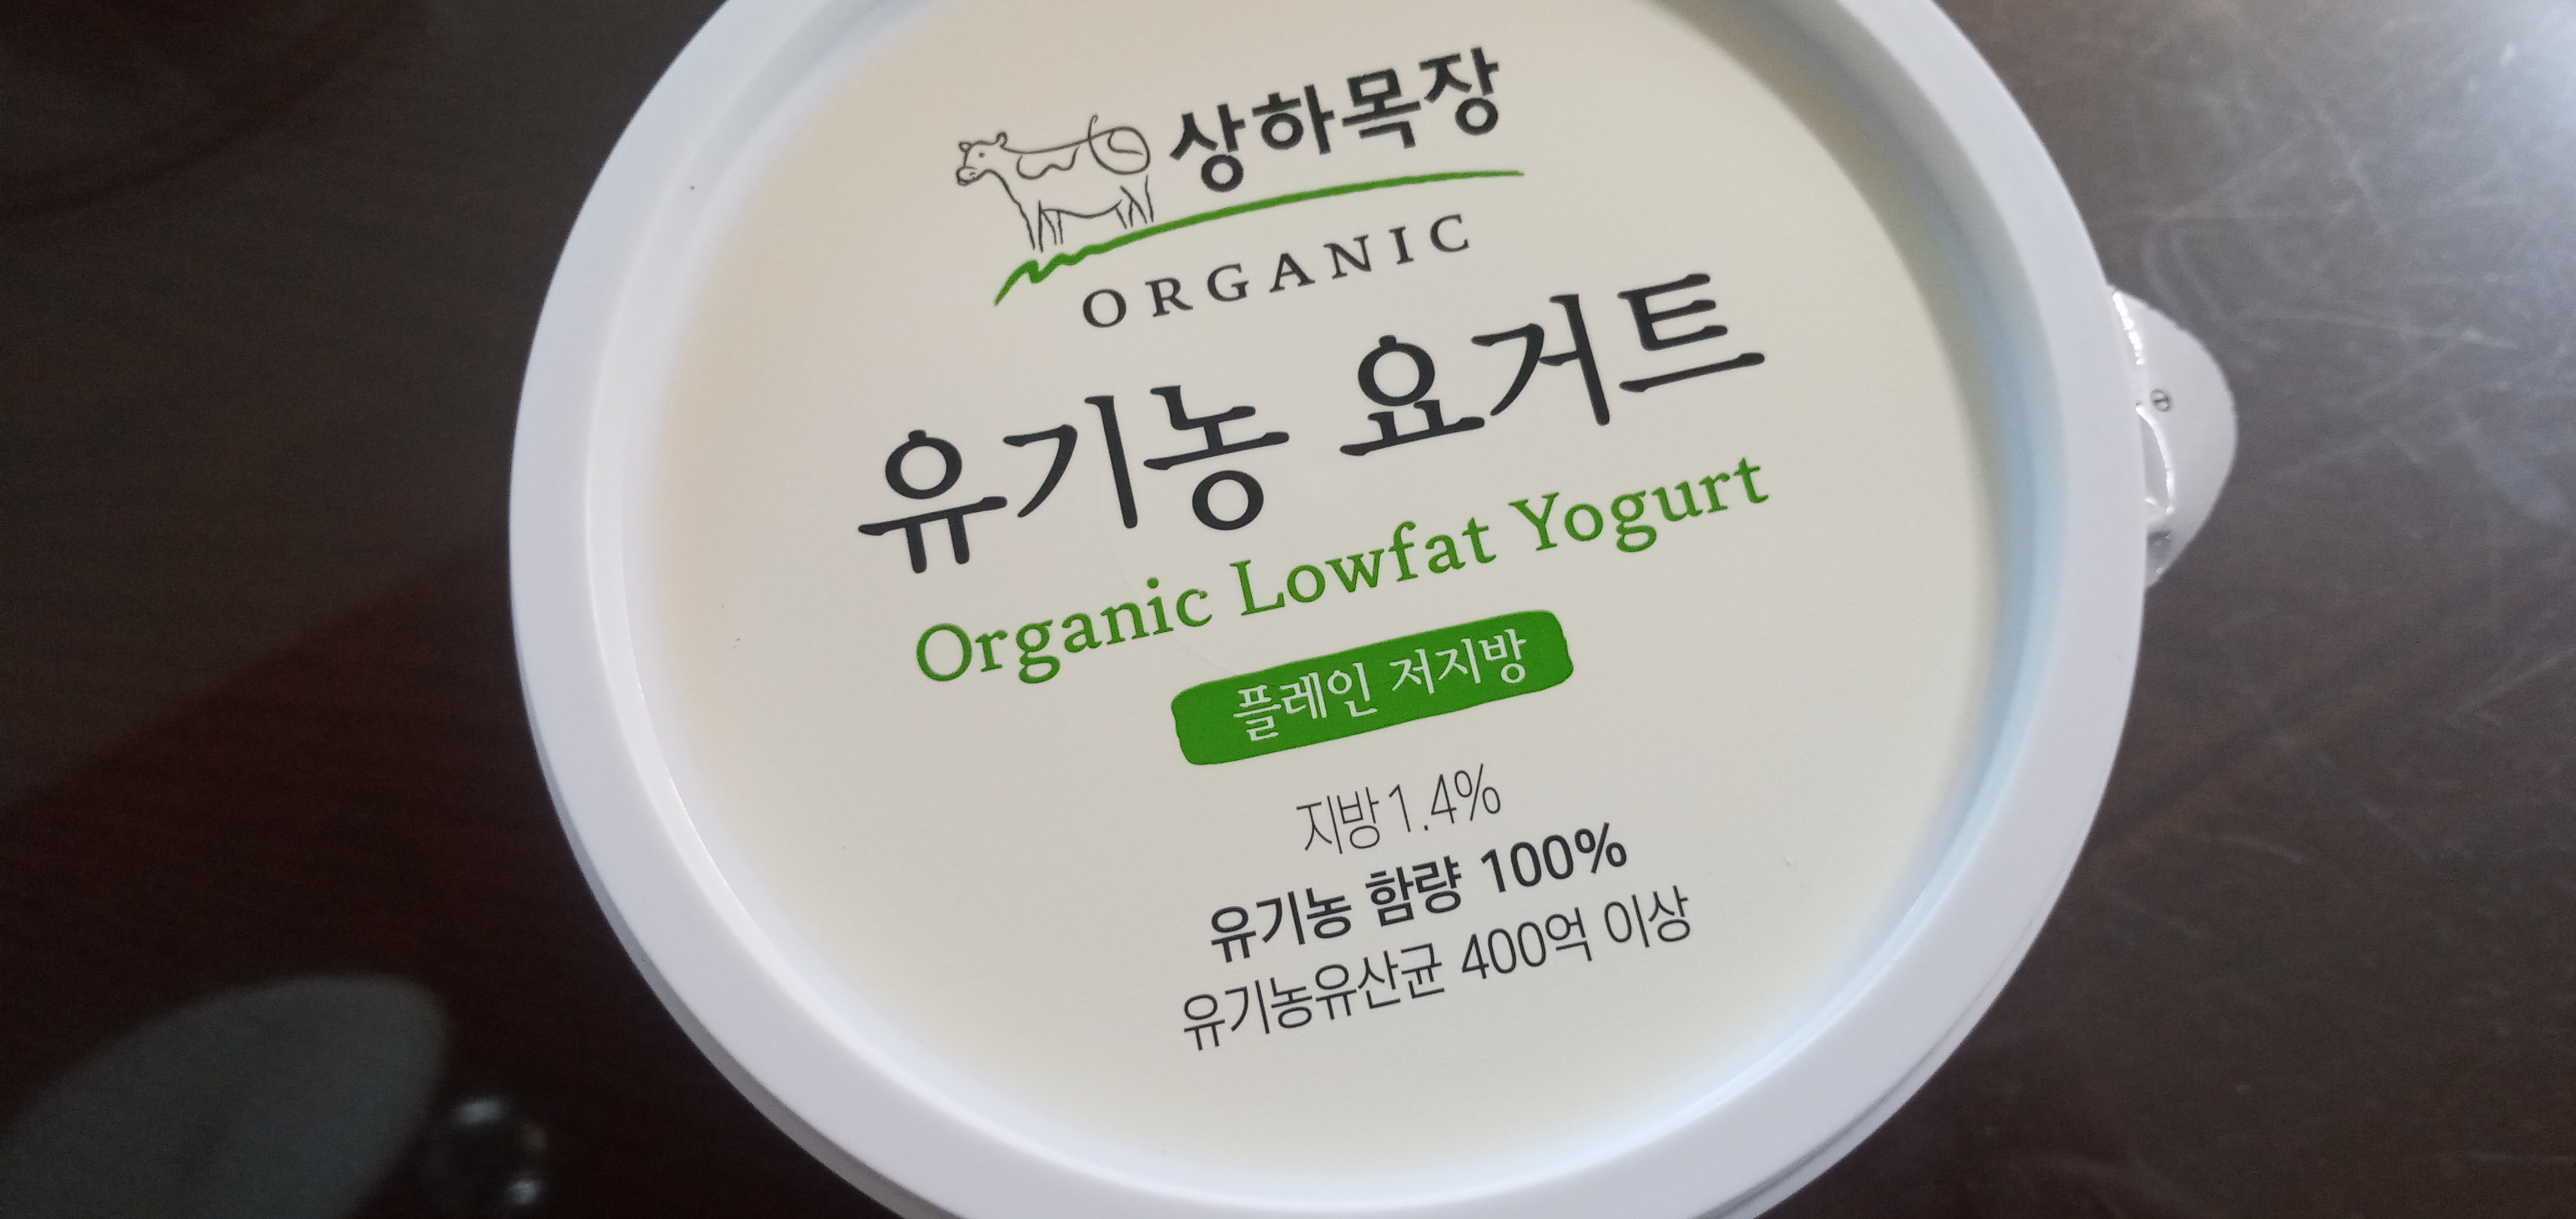 상하목장
ORGANIC
유기농 요거트
Organic Lowfat Yogurt
플레인 저지방
지방 1.4%
유기농 함량 100%
유기농유산균 400억 이상